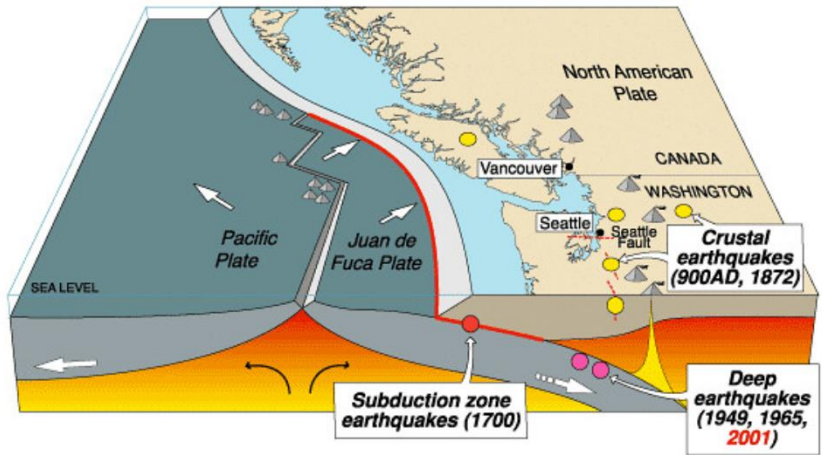 North American
Plate
CANADA
Vancouver
WASHINGTON
Seattle
Seattle
Fault
Pacific
Plate
Juan de
Fuca Plate
Crustal
earthquakes
(900AD, 1872)
SEA LEVEL
Subduction zone
earthquakes (1700)
Deep
earthquakes
(1949, 1965,
2001)